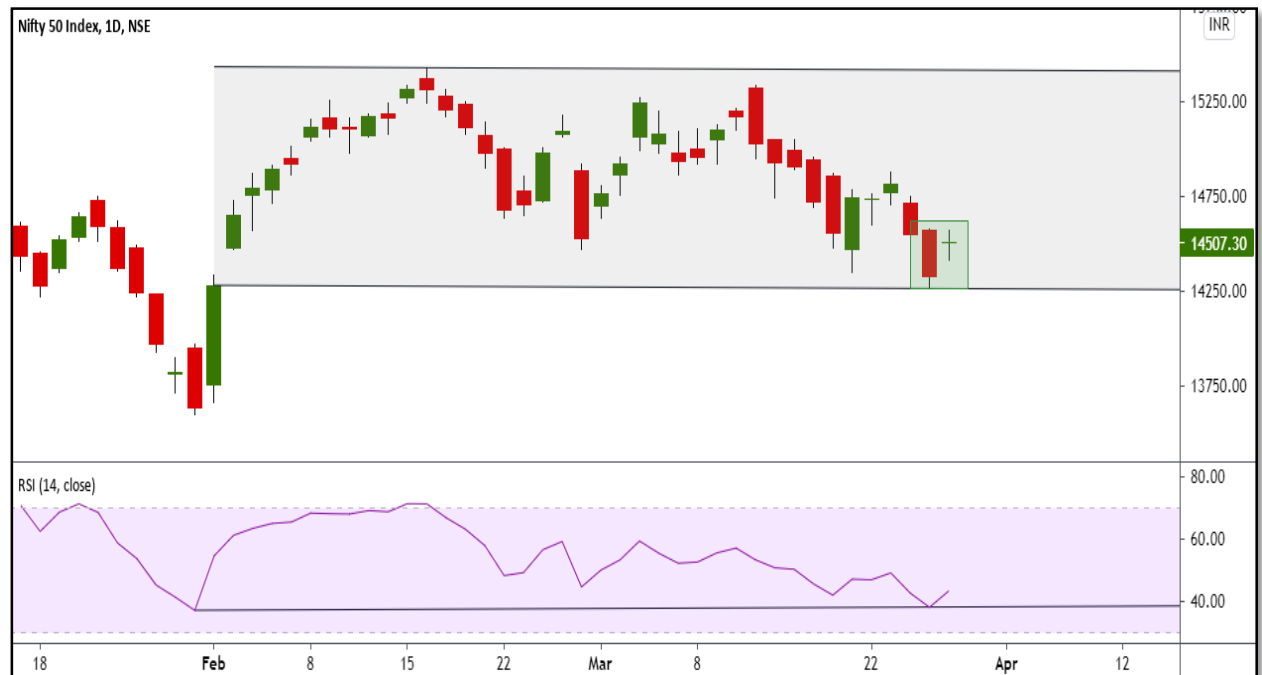 Nifty 50 Index, 1D, NSE
INR
15250.00
14750.00
14507.30
14250.00
13750.00
RSI (14, close)
80.00
60.00
40.00
18 Feb 8 15 22 Mar 8 22 Apr 12